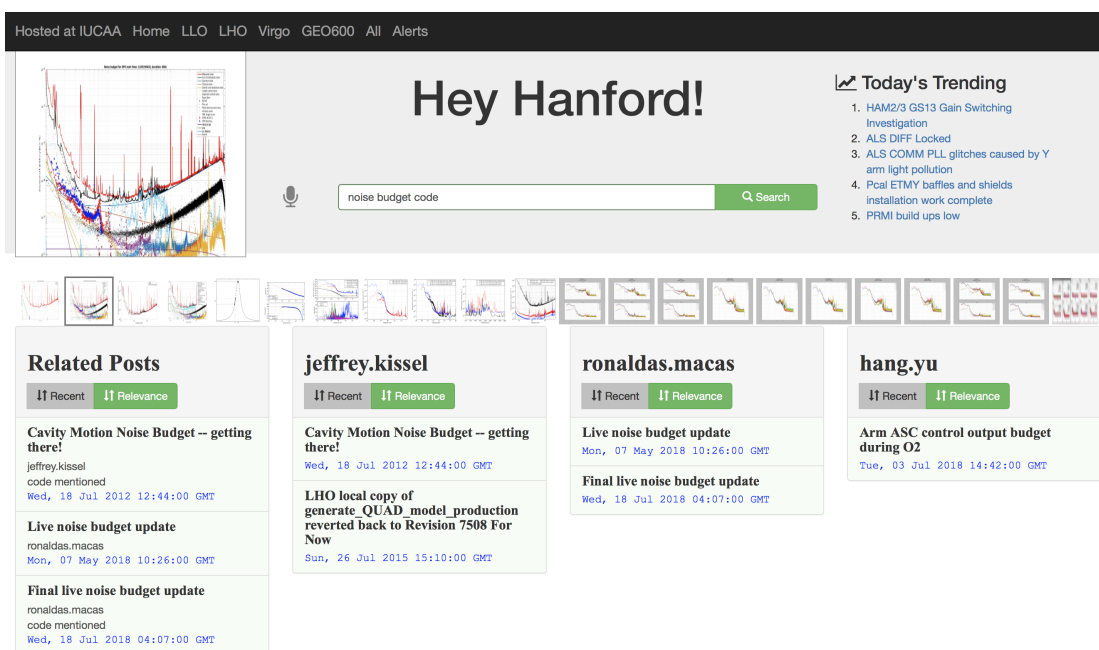 Hosted at IUCAA Home LLO LHO Virgo GEO600 All Alerts
Hey Hanford!
noise budget code
Search
Today's Trending
1. HAM2/3 GS13 Gain Switching
Investigation
2. ALS DIFF Locked
3. ALS COMM PLL glitches caused by Y
arm light pollution
4. Pcal ETMY baffles and shields
installation work complete
5. PRMI build ups low
Related Posts
Recent Relevance
Cavity Motion Noise Budget -- getting
there!
jeffrey.kissel
code mentioned
Wed, 18 Jul 2012 12:44:00 GMT
Live noise budget update
ronaldas.macas
Mon, 07 May 2018 10:26:00 GMT
Final live noise budget update
ronaldas.macas
code mentioned
Wed, 18 Jul 2018 04:07:00 GMT
jeffrey.kissel
Recent Relevance
Cavity Motion Noise Budget -- getting
there!
Wed, 18 Jul 2012 12:44:00 GMT
LHO local copy of
generate_QUAD_model_production
reverted back to Revision 7508 For
Now
Sun, 26 Jul 2015 15:10:00 GMT
ronaldas.macas
Recent Relevance
Live noise budget update
Mon, 07 May 2018 10:26:00 GMT
Final live noise budget update
Wed, 18 Jul 2018 04:07:00 GMT
hang.yu
Recent Relevance
Arm ASC control output budget
during O2
Tue, 03 Jul 2018 14:42:00 GMT